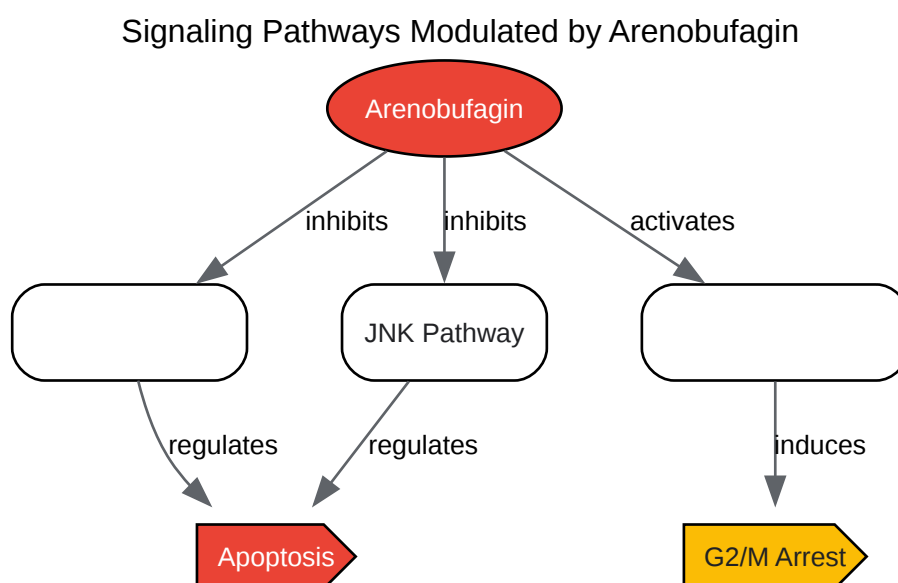 Signaling Pathways Modulated by Arenobufagin
Arenobufagin
inhibits
inhibits
activates
JNK Pathway
regulates
regulates
induces
Apoptosis
G2/M Arrest